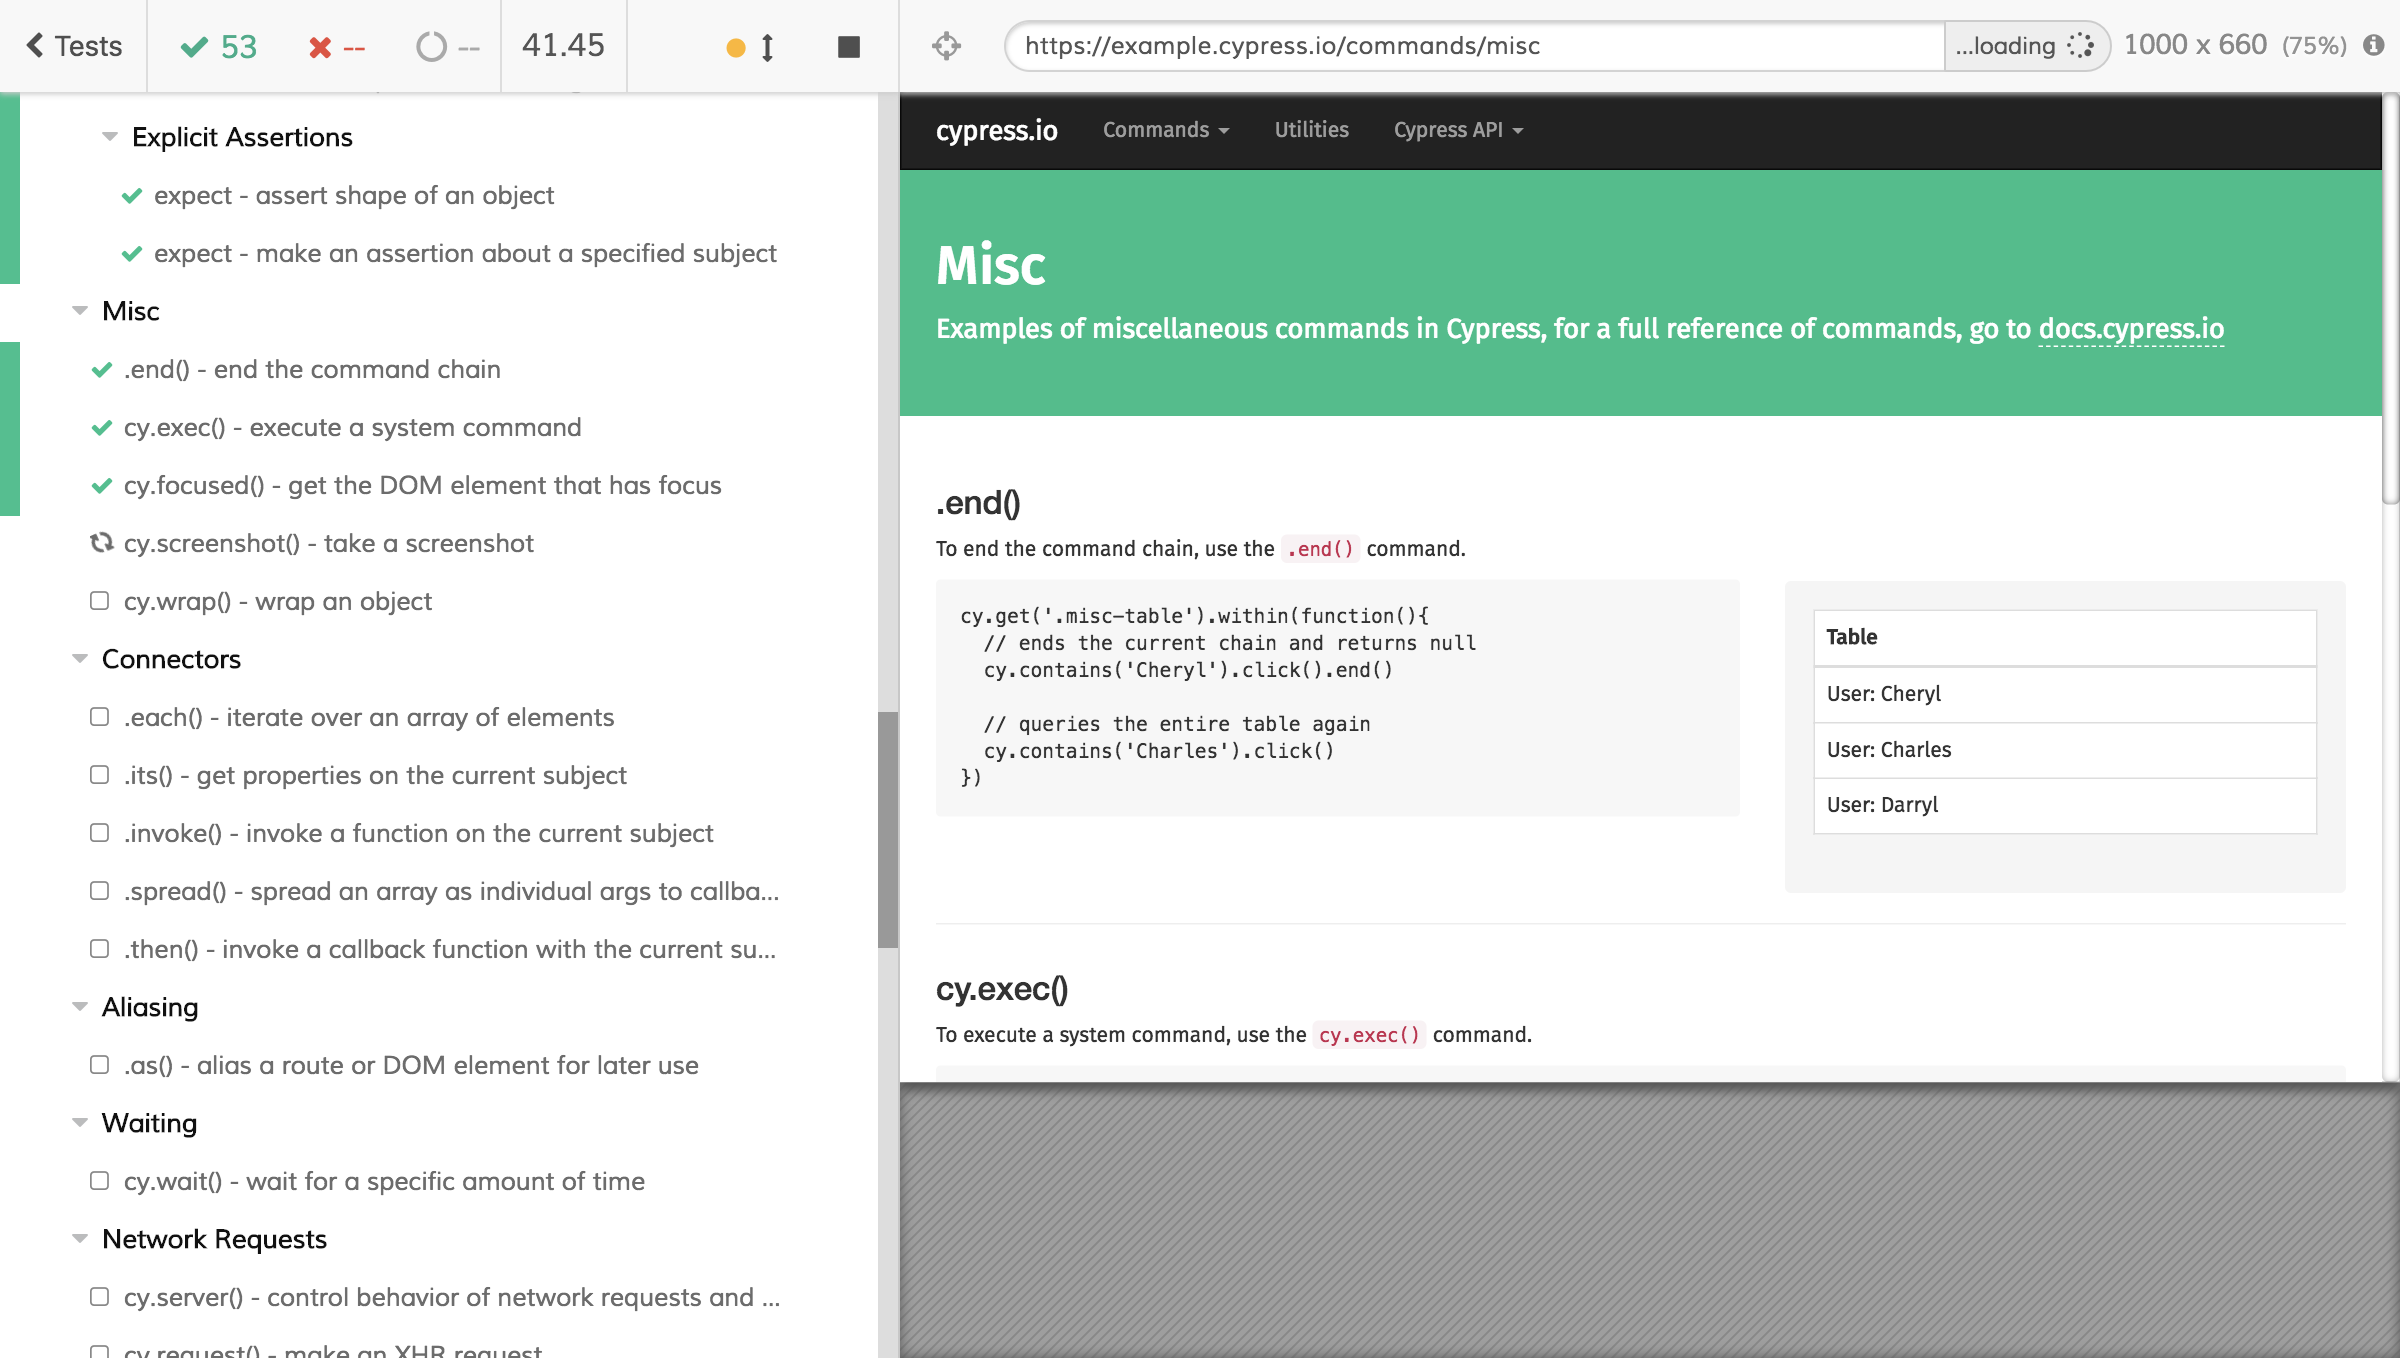 Tests
53
--
--
41.45
https://example.cypress.io/commands/misc
...loading
1000 x 660 (75%)
Explicit Assertions
expect - assert shape of an object
expect - make an assertion about a specified subject
Misc
.end() - end the command chain
cy.exec() - execute a system command
cy.focused() - get the DOM element that has focus
cy.screenshot() - take a screenshot
cy.wrap() - wrap an object
Connectors
.each() - iterate over an array of elements
.its() - get properties on the current subject
.invoke() - invoke a function on the current subject
.spread() - spread an array as individual args to callba...
.then() - invoke a callback function with the current su...
Aliasing
.as() - alias a route or DOM element for later use
Waiting
cy.wait() - wait for a specific amount of time
Network Requests
cy.server() - control behavior of network requests and ...
cy.request() - make an XHR request
cypress.io
Commands
Utilities
Cypress API
Misc
Examples of miscellaneous commands in Cypress, for a full reference of commands, go to docs.cypress.io
.end()
To end the command chain, use the .end() command.
cy.get('.misc-table').within(function(){
// ends the current chain and returns null
cy.contains('Cheryl').click().end()
// queries the entire table again
cy.contains('Charles').click()
})
Table
User: Cheryl
User: Charles
User: Darryl
cy.exec()
To execute a system command, use the cy.exec() command.